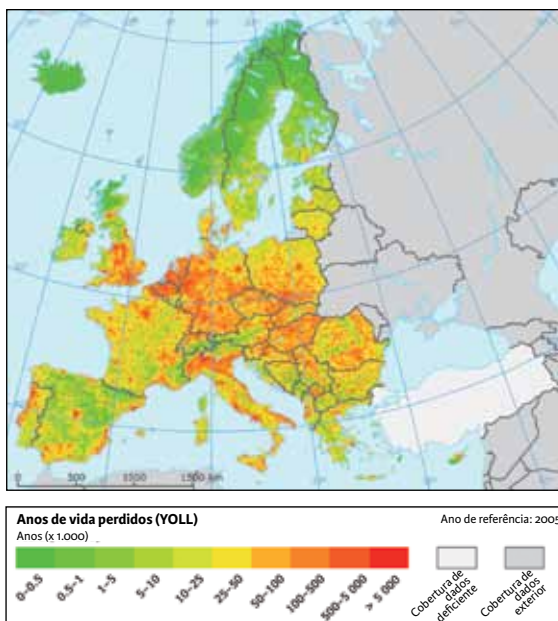 0 500 1000 1500 km
Anos de vida perdidos (YOLL)
Ano de referência: 2005
Anos (x 1.000)
0–0.5
0.5–1
1–5
5–10
10–25
25–50
50–100
100–500
500–5 000
> 5 000
Cobertura de
dados
deficiente
Cobertura de
dados
exterior